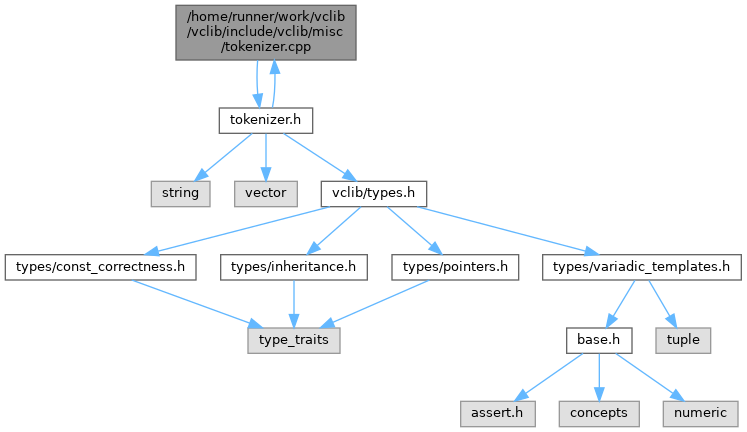 /home/runner/work/vclib
/vclib/include/vclib/misc
/tokenizer.cpp
tokenizer.h
string
vector
vclib/types.h
types/const_correctness.h
types/inheritance.h
types/pointers.h
types/variadic_templates.h
type_traits
base.h
tuple
assert.h
concepts
numeric